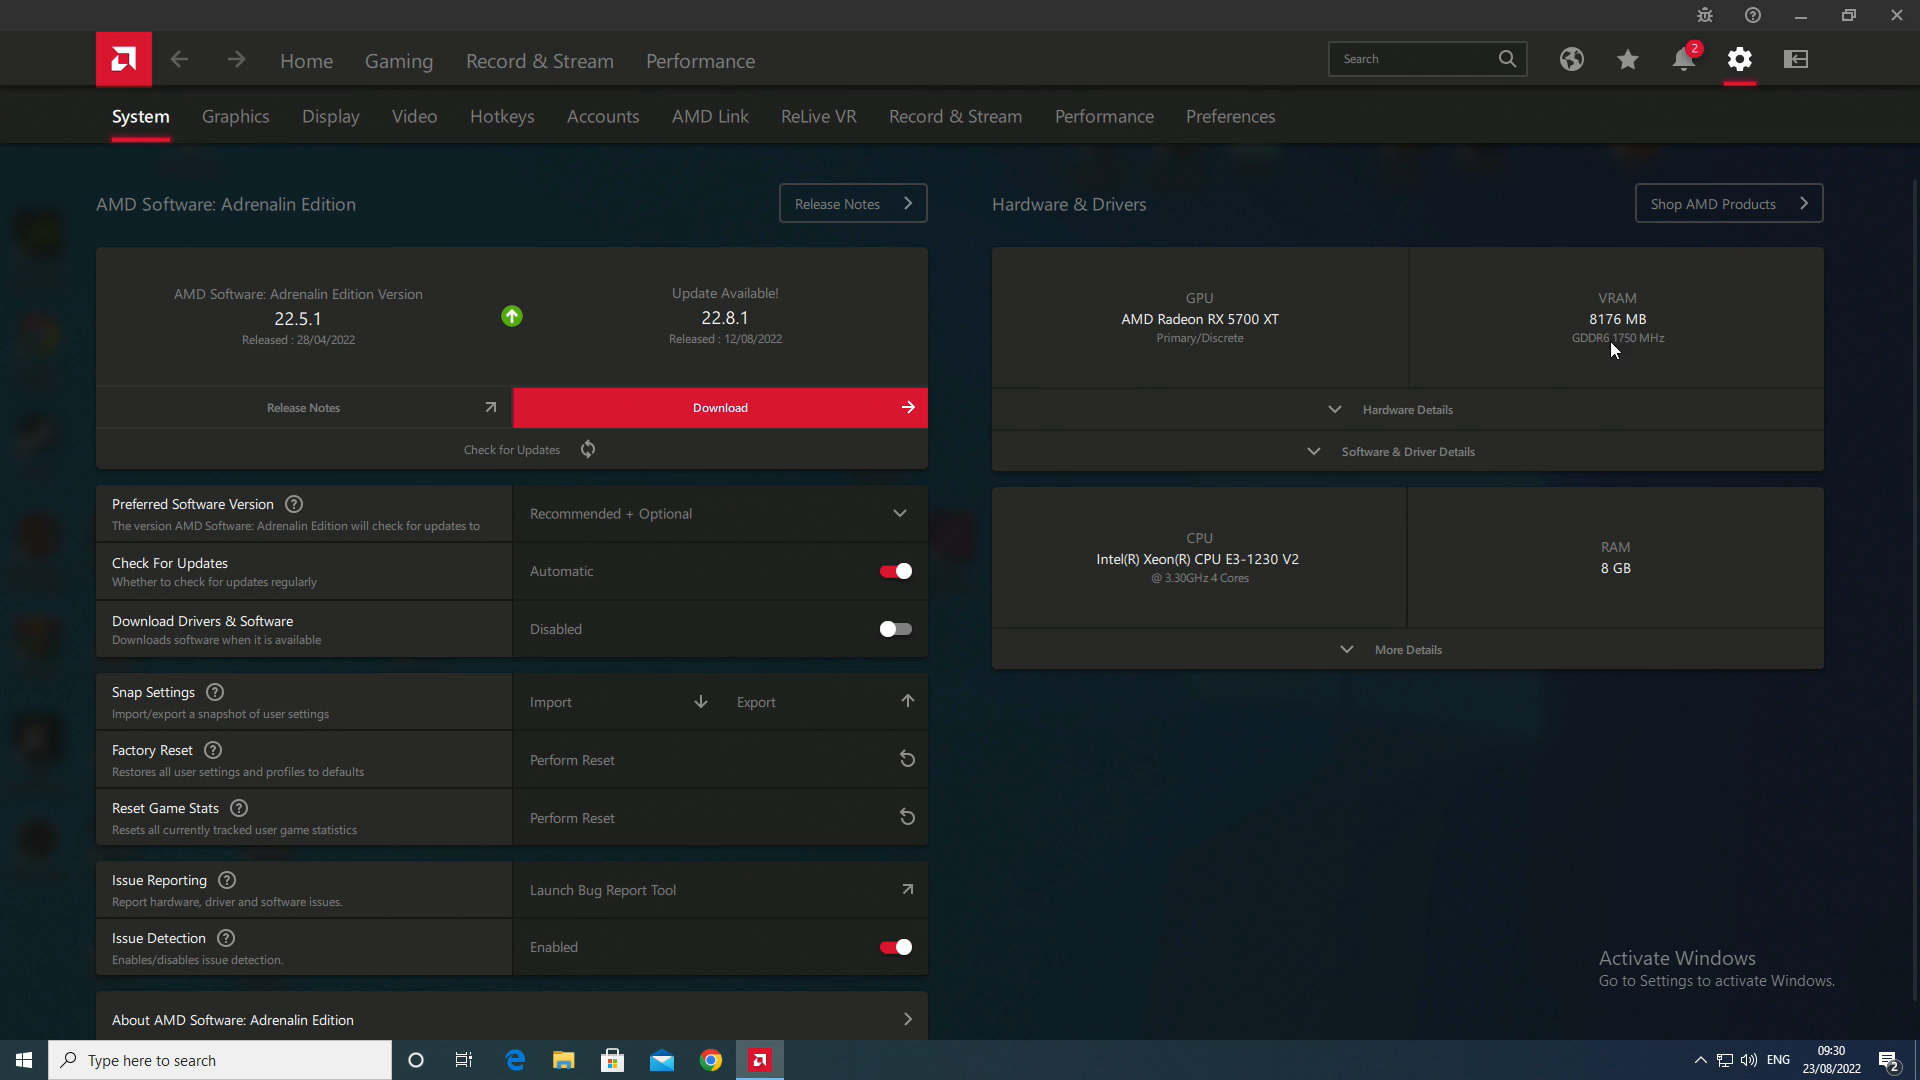 Home
Gaming
Record & Stream
Performance
Search
2
System
Graphics
Display
Video
Hotkeys
Accounts
AMD Link
ReLive VR
Record & Stream
Performance
Preferences
AMD Software: Adrenalin Edition
Release Notes
AMD Software: Adrenalin Edition Version
22.5.1
Released : 28/04/2022
Update Available!
22.8.1
Released : 12/08/2022
Release Notes
Download
Check for Updates
Preferred Software Version
The version AMD Software: Adrenalin Edition will check for updates to
Recommended + Optional
Check For Updates
Whether to check for updates regularly
Automatic
Download Drivers & Software
Downloads software when it is available
Disabled
Snap Settings
Import/export a snapshot of user settings
Import
Export
Factory Reset
Restores all user settings and profiles to defaults
Perform Reset
Reset Game Stats
Resets all currently tracked user game statistics
Perform Reset
Issue Reporting
Report hardware, driver and software issues.
Launch Bug Report Tool
Issue Detection
Enables/disables issue detection.
Enabled
About AMD Software: Adrenalin Edition
Hardware & Drivers
Shop AMD Products
GPU
AMD Radeon RX 5700 XT
Primary/Discrete
VRAM
8176 MB
GDDR6 1750 MHz
Hardware Details
Software & Driver Details
CPU
Intel(R) Xeon(R) CPU E3-1230 V2
@ 3.30GHz 4 Cores
RAM
8 GB
More Details
Activate Windows
Go to Settings to activate Windows.
Type here to search
ENG
09:30
23/08/2022
2